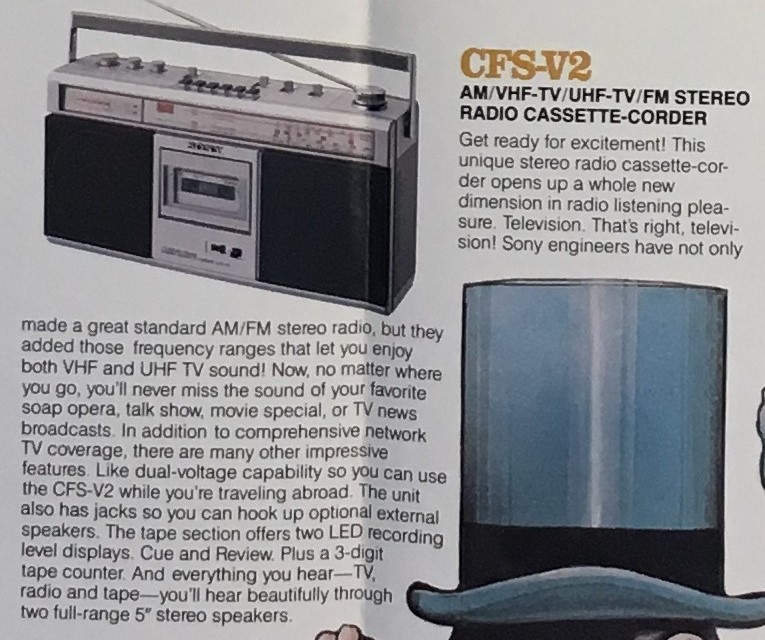 CFS-V2
AM/VHF-TV/UHF-TV/FM STEREO
RADIO CASSETTE-CORDER
Get ready for excitement! This
unique stereo radio cassette-cor-
der opens up a whole new
dimension in radio listening plea-
sure. Television. That's right, televi-
sion! Sony engineers have not only
made a great standard AM/FM stereo radio, but they
added those frequency ranges that let you enjoy
both VHF and UHF TV sound! Now, no matter where
you go, you'll never miss the sound of your favorite
soap opera, talk show, movie special, or TV news
broadcasts. In addition to comprehensive network
TV coverage, there are many other impressive
features. Like dual-voltage capability so you can use
the CFS-V2 while you're traveling abroad. The unit
also has jacks so you can hook up optional external
speakers. The tape section offers two LED recording
level displays. Cue and Review. Plus a 3-digit
tape counter. And everything you hear—TV,
radio and tape—you'll hear beautifully through
two full-range 5" stereo speakers.
SONY